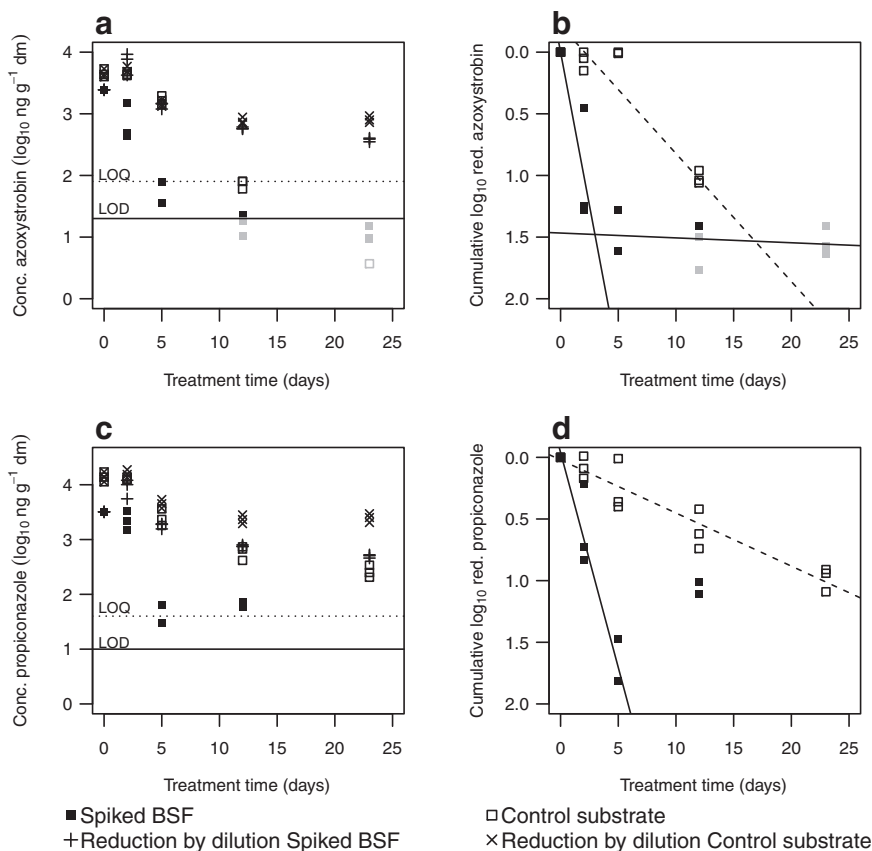 a
Conc. azoxystrobin (log₁₀ ng g⁻¹ dm)
4
3
2
1
0
LOQ
LOD
0 5 10 15 20 25
Treatment time (days)
b
Cumulative log₁₀ red. azoxystrobin
0.0
0.5
1.0
1.5
2.0
0 5 10 15 20 25
Treatment time (days)
c
Conc. propiconazole (log₁₀ ng g⁻¹ dm)
4
3
2
1
0
LOQ
LOD
0 5 10 15 20 25
Treatment time (days)
d
Cumulative log₁₀ red. propiconazole
0.0
0.5
1.0
1.5
2.0
0 5 10 15 20 25
Treatment time (days)
Spiked BSF
Reduction by dilution Spiked BSF
Control substrate
Reduction by dilution Control substrate